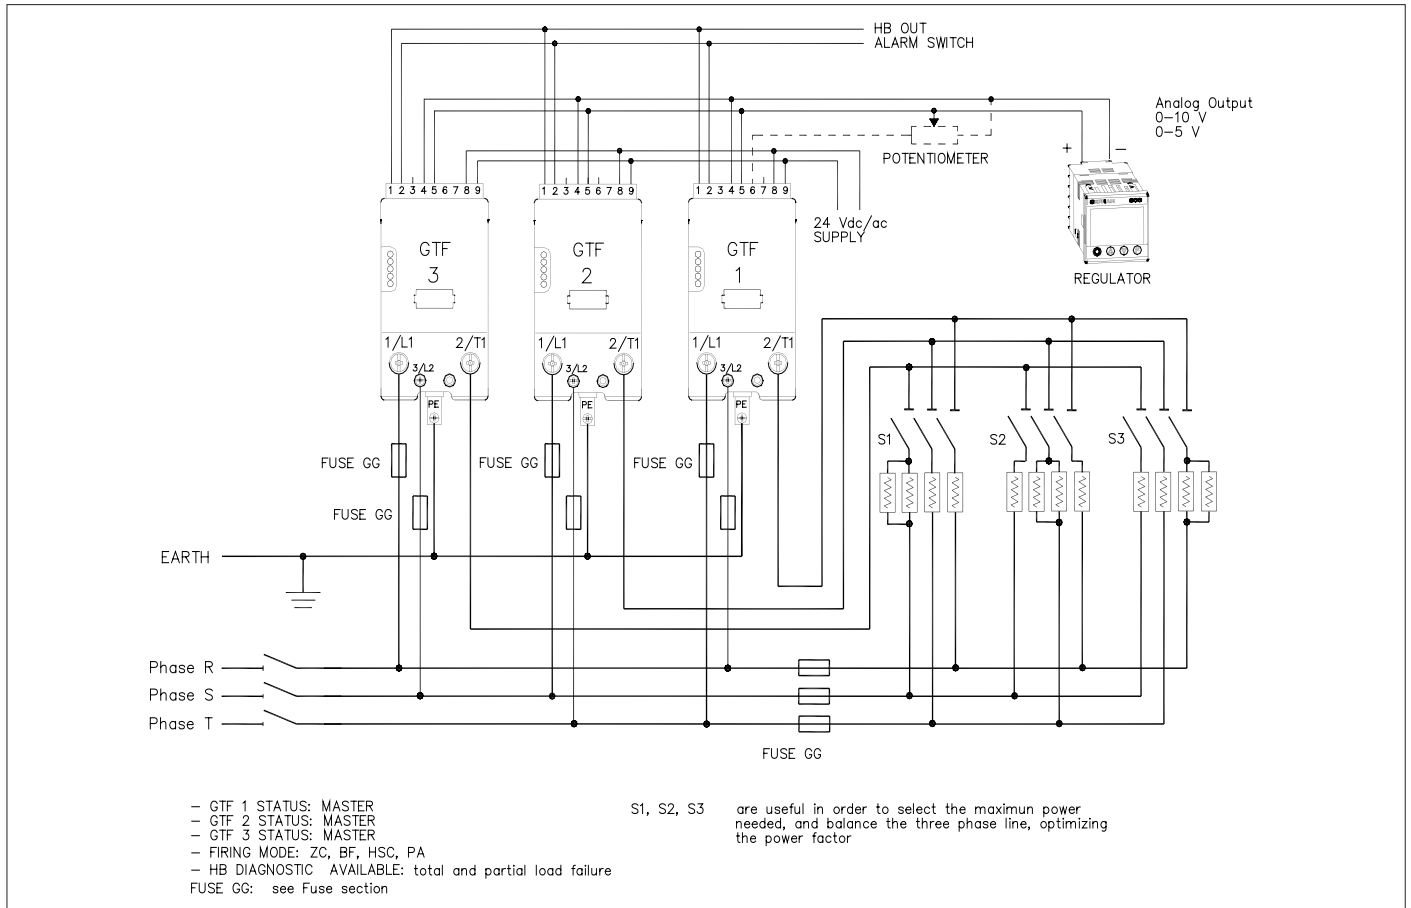 HB OUT
ALARM SWITCH
Analog Output
0-10 V
0-5 V
+ -
POTENTIOMETER
1 2 3 4 5 6 7 8 9
1 2 3 4 5 6 7 8 9
1 2 3 4 5 6 7 8 9
24 Vdc/ac
SUPPLY
GTF
3
GTF
2
GTF
1
REGULATOR
1/L1 2/T1
1/L1 2/T1
1/L1 2/T1
3/L2
3/L2
3/L2
PE
PE
PE
S1
S2
S3
FUSE GG
FUSE GG
FUSE GG
FUSE GG
EARTH
Phase R
Phase S
Phase T
FUSE GG
- GTF 1 STATUS: MASTER
- GTF 2 STATUS: MASTER
- GTF 3 STATUS: MASTER
- FIRING MODE: ZC, BF, HSC, PA
- HB DIAGNOSTIC AVAILABLE: total and partial load failure
FUSE GG: see Fuse section
S1, S2, S3 are useful in order to select the maximun power
needed, and balance the three phase line, optimizing
the power factor